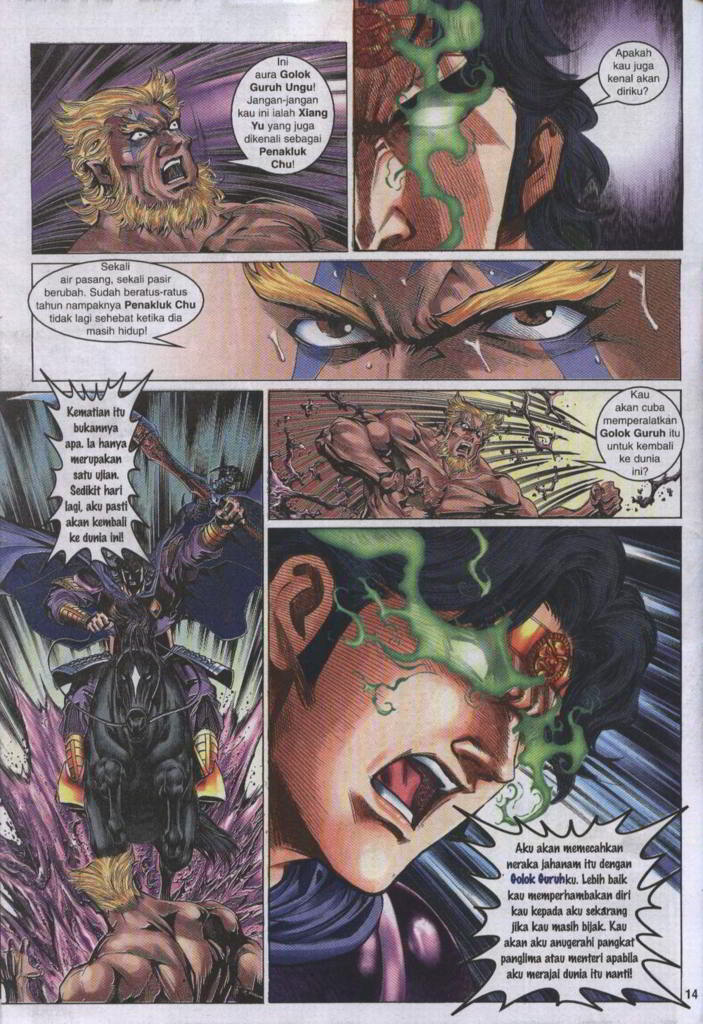 Ini
aura Golok
Guruh Ungu!
Jangan-jangan
kau ini ialah Xiang
Yu yang juga
dikenali sebagai
Penakluk
Chu!
Apakah
kau juga
kenal akan
diriku?
Sekali
air pasang, sekali pasir
berubah. Sudah beratus-ratus
tahun nampaknya Penakluk Chu
tidak lagi sehebat ketika dia
masih hidup!
Kematian itu
bukannya
apa. Ia hanya
merupakan
satu ujian.
Sedikit hari
lagi, aku pasti
akan kembali
ke dunia ini!
Kau
akan cuba
memperalatkan
Golok Guruh itu
untuk kembali
ke dunia
ini?
Aku akan memecahkan
neraka jahanam itu dengan
Golok Guruhku. Lebih baik
kau memperhambakan diri
kau kepada aku sekarang
jika kau masih bijak. Kau
akan aku anugerahi pangkat
panglima atau menteri apabila
aku merajai dunia itu nanti!
14